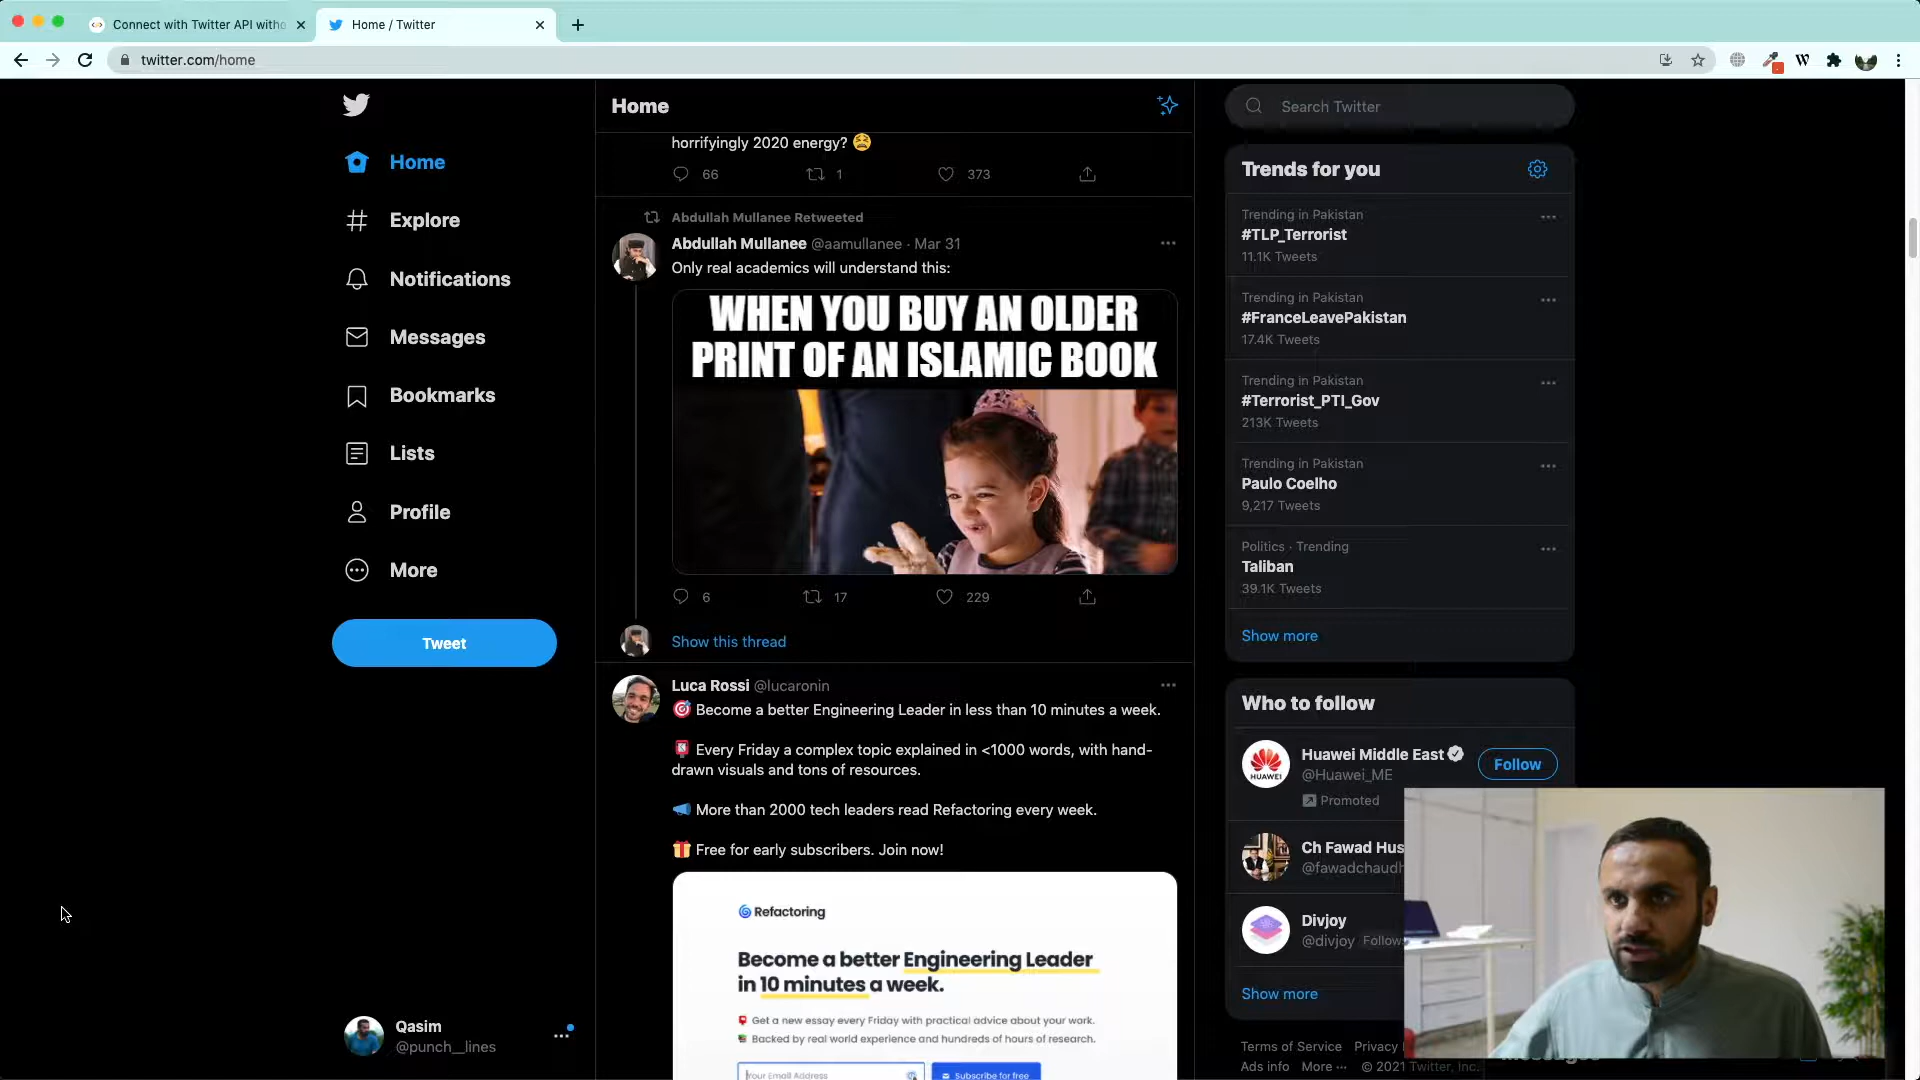 Connect with Twitter API witho
Home / Twitter
twitter.com/home
Home
Explore
Notifications
Messages
Bookmarks
Lists
Profile
More
Tweet
Qasim
@punch__lines
Home
horrifyingly 2020 energy? 😫
66 1 373
Abdullah Mullanee Retweeted
Abdullah Mullanee @aamullanee · Mar 31
Only real academics will understand this:
WHEN YOU BUY AN OLDER
PRINT OF AN ISLAMIC BOOK
6 17 229
Show this thread
Luca Rossi @lucaronin
🎯 Become a better Engineering Leader in less than 10 minutes a week.
📮 Every Friday a complex topic explained in <1000 words, with hand-
drawn visuals and tons of resources.
📣 More than 2000 tech leaders read Refactoring every week.
🎁 Free for early subscribers. Join now!
Refactoring
Become a better Engineering Leader
in 10 minutes a week.
Get a new essay every Friday with practical advice about your work.
Backed by real world experience and hundreds of hours of research.
Your Email Address
Subscribe for free
Search Twitter
Trends for you
Trending in Pakistan
#TLP_Terrorist
11.1K Tweets
Trending in Pakistan
#FranceLeavePakistan
17.4K Tweets
Trending in Pakistan
#Terrorist_PTI_Gov
213K Tweets
Trending in Pakistan
Paulo Coelho
9,217 Tweets
Politics · Trending
Taliban
39.1K Tweets
Show more
Who to follow
HUAWEI
Huawei Middle East
@Huawei_ME
Follow
Promoted
Ch Fawad Hus
@fawadchaudh
Divjoy
@divjoy Follow
Show more
Terms of Service Privacy
Ads info More ··· © 2021 Twitter, Inc.